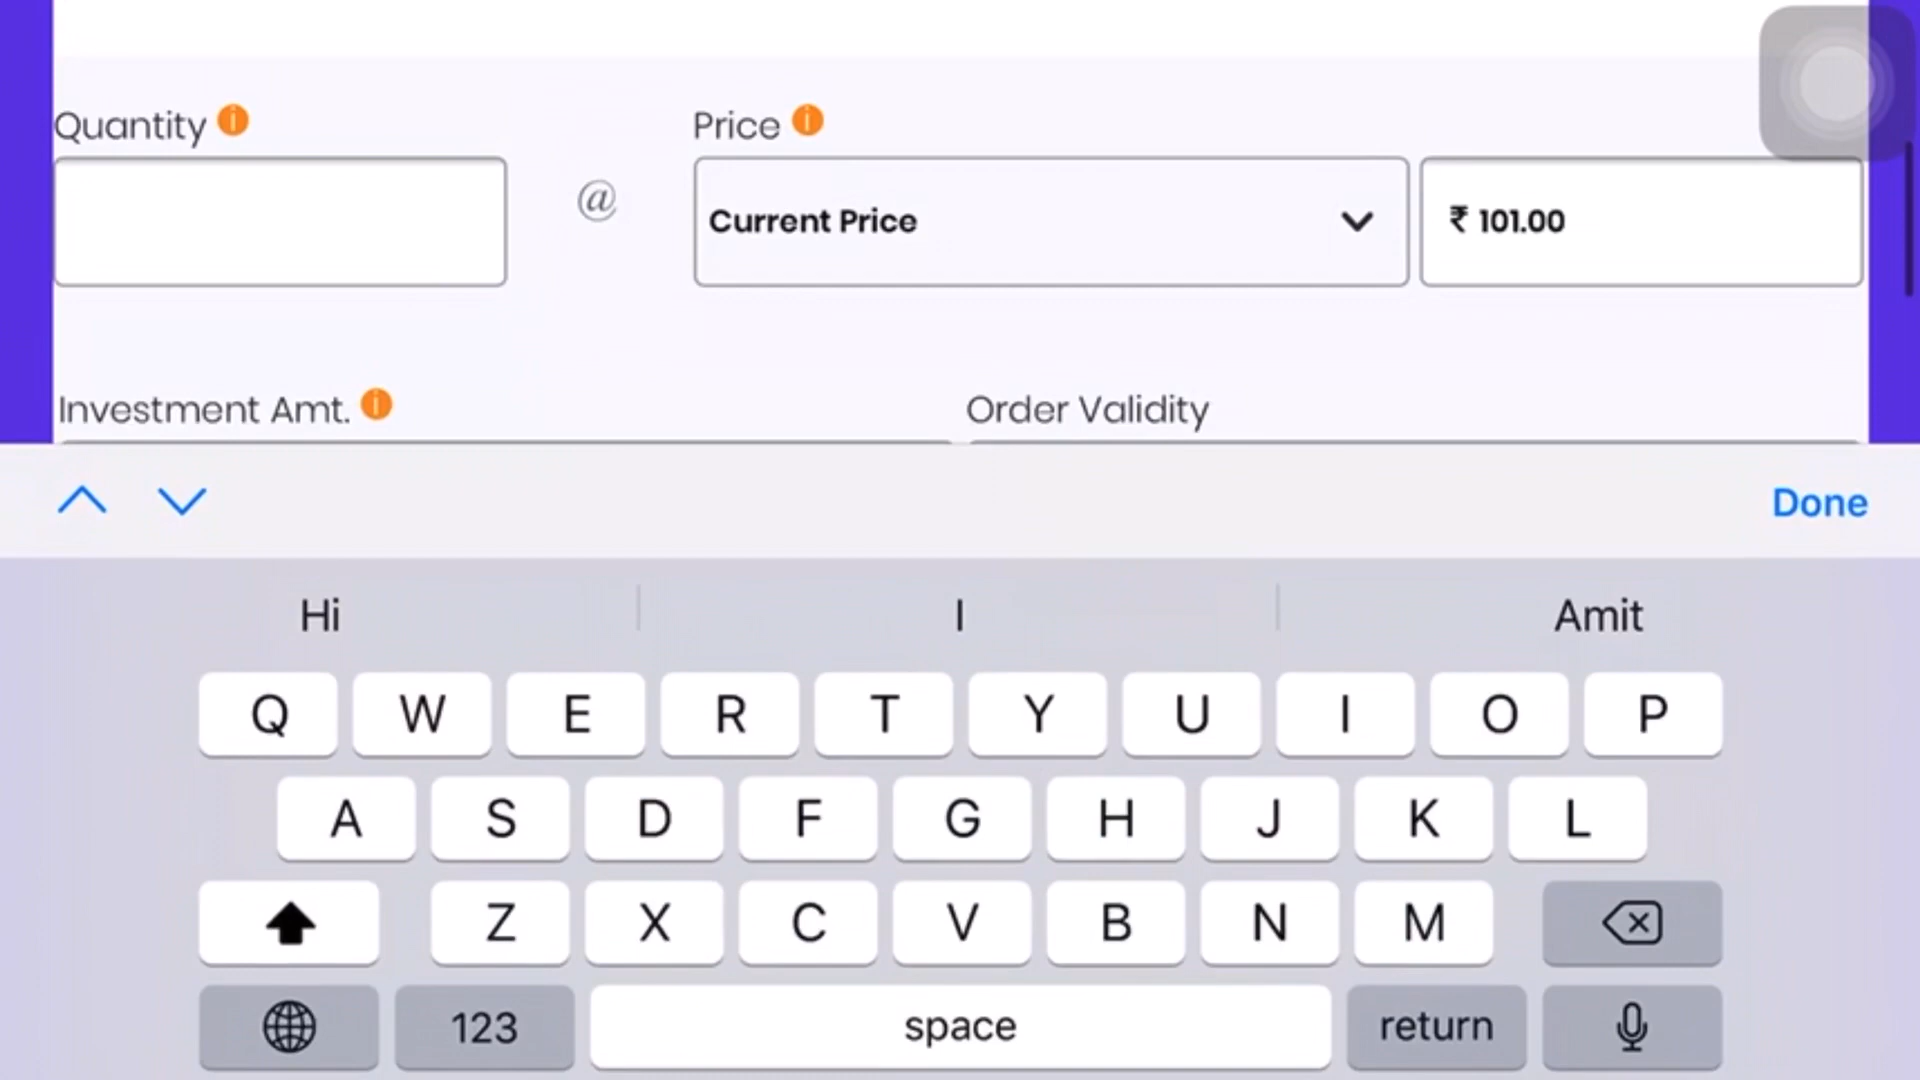 Quantity i Price i
@ Current Price ₹ 101.00
Investment Amt. i Order Validity
Done
Hi I Amit
Q W E R T Y U I O P
A S D F G H J K L
Z X C V B N M
123 space return